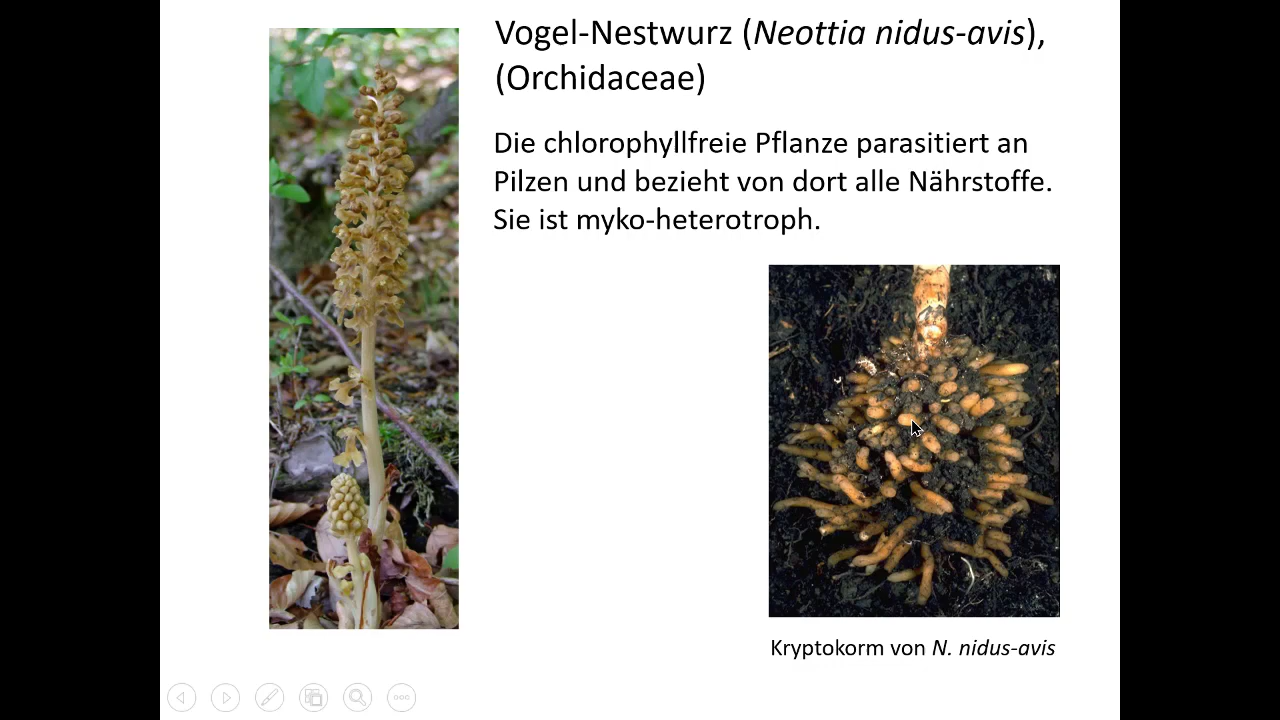 Vogel-Nestwurz (Neottia nidus-avis),
(Orchidaceae)
Die chlorophyllfreie Pflanze parasitiert an
Pilzen und bezieht von dort alle Nährstoffe.
Sie ist myko-heterotroph.
Kryptokorm von N. nidus-avis